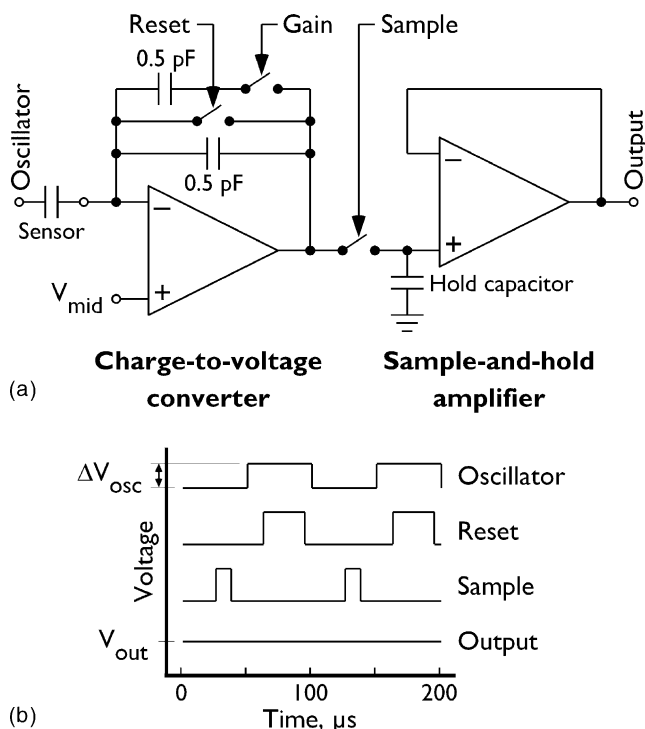 Reset
Gain
Sample
0.5 pF
0.5 pF
Oscillator
Sensor
−
+
V_mid
−
+
Output
Hold capacitor
Charge-to-voltage
converter
Sample-and-hold
amplifier
(a)
ΔV_osc
Oscillator
Reset
Voltage
Sample
V_out
Output
0 100 200
Time, μs
(b)